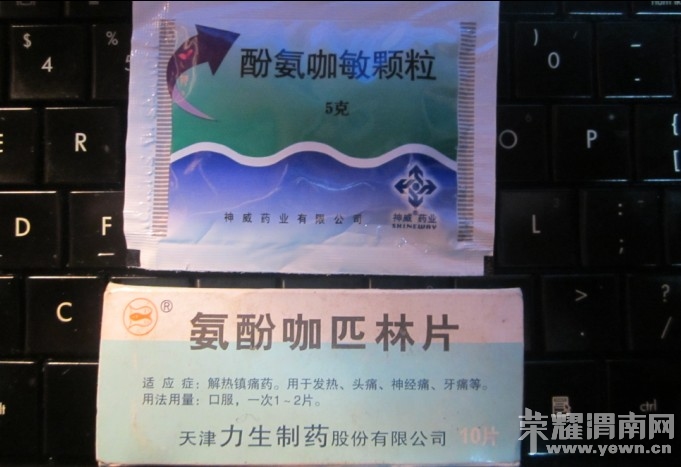 $
4
%
)
0
-
E
R
O
P
{
[
D
F
L
:
;
C
>
.
?
/
alt
ctrl
酚氨咖敏颗粒
5克
神威药业有限公司
神威®药业
SHINEWAY
®
氨酚咖匹林片
适应症：解热镇痛药。用于发热、头痛、神经痛、牙痛等。
用法用量：口服，一次1～2片。
天津力生制药股份有限公司 10片
荣耀渭南网
www.yewn.cn